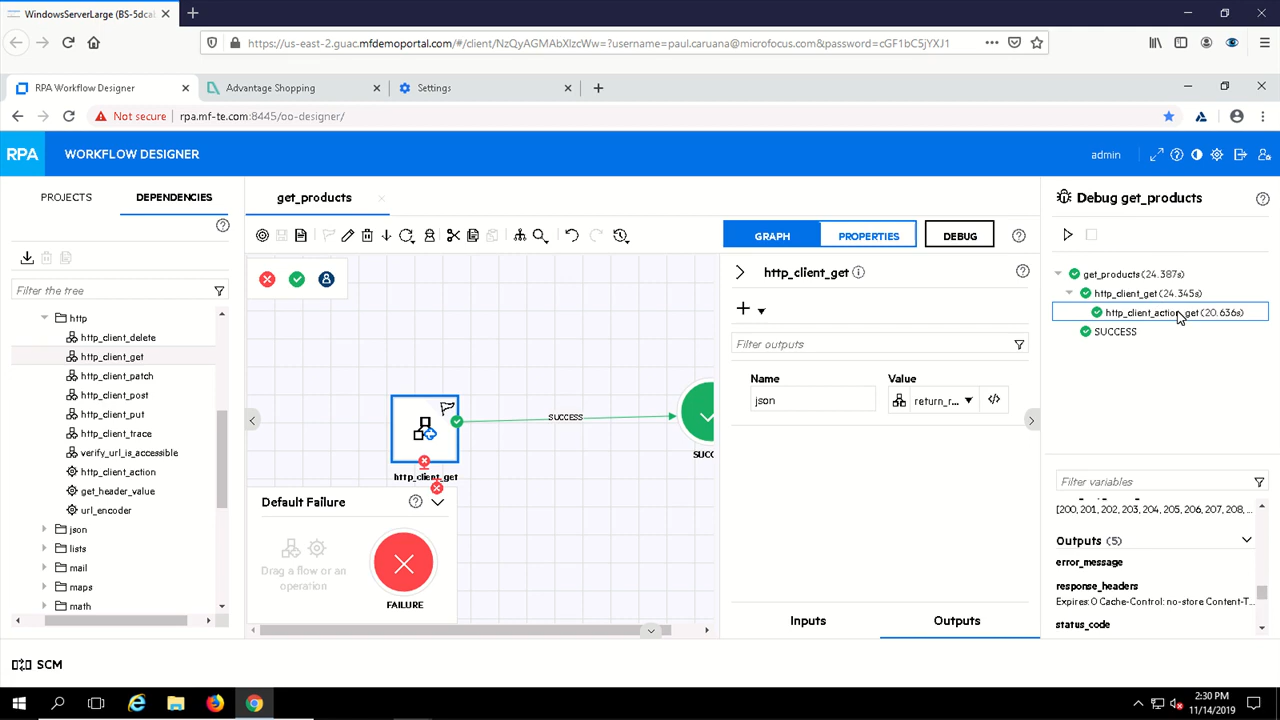 WindowsServerLarge (BS-5dcal
https://us-east-2.guac.mfdemoportal.com/#/client/NzQyAGMAbXlzcWw=?username=paul.caruana@microfocus.com&password=cGF1bC5jYXJ1
RPA Workflow Designer
Advantage Shopping
Settings
Not secure
rpa.mf-te.com:8445/oo-designer/
RPA
WORKFLOW DESIGNER
admin
PROJECTS
DEPENDENCIES
get_products
Debug get_products
GRAPH
PROPERTIES
DEBUG
Filter the tree
http
http_client_delete
http_client_get
http_client_patch
http_client_post
http_client_put
http_client_trace
verify_url_is_accessible
http_client_action
get_header_value
url_encoder
json
lists
mail
maps
math
SUCCESS
SUCC
http_client_get
Default Failure
Drag a flow or an
operation
FAILURE
http_client_get
Filter outputs
Name
Value
json
return_r...
Inputs
Outputs
get_products (24.387s)
http_client_get (24.345s)
http_client_action_get (20.636s)
SUCCESS
Filter variables
[200, 201, 202, 203, 204, 205, 206, 207, 208, ...
Outputs (5)
error_message
response_headers
Expires: 0 Cache-Control: no-store Content-T...
status_code
SCM
2:30 PM
11/14/2019